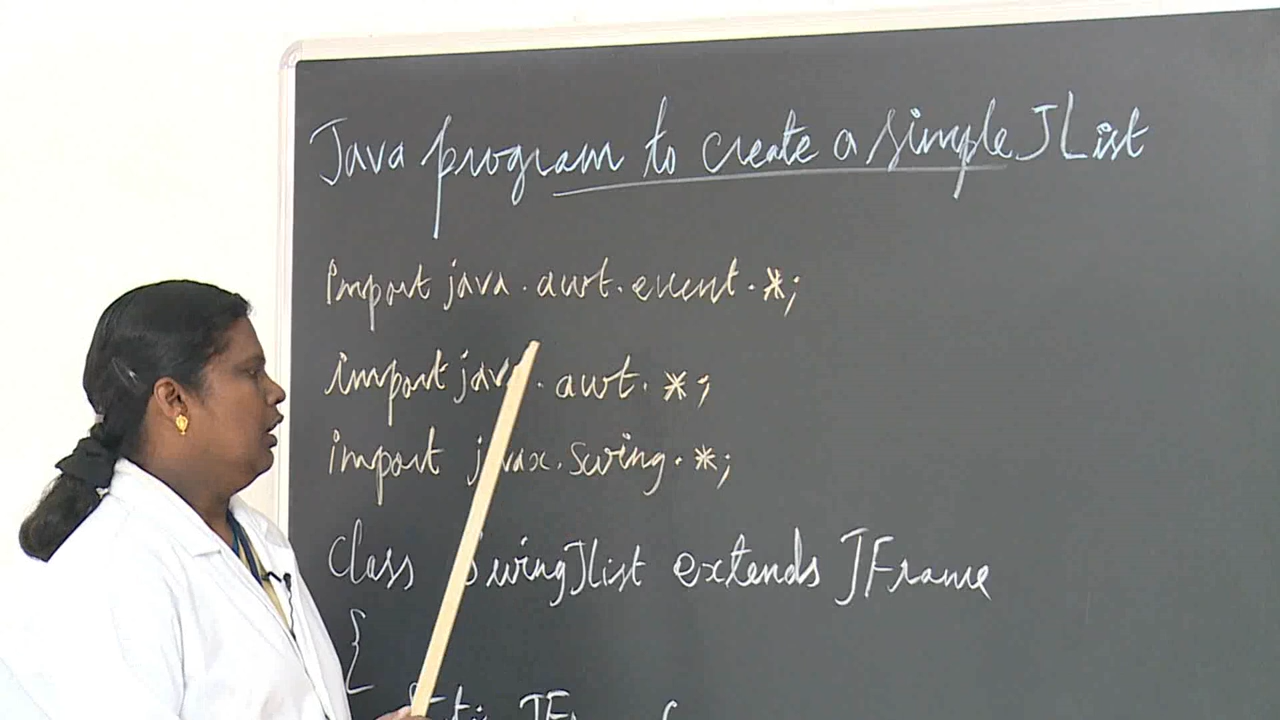 Java program to create a simple JList
Import java.awt.event.*;
import java.awt.*;
import javax.swing.*;
class SwingJlist extends JFrame
{